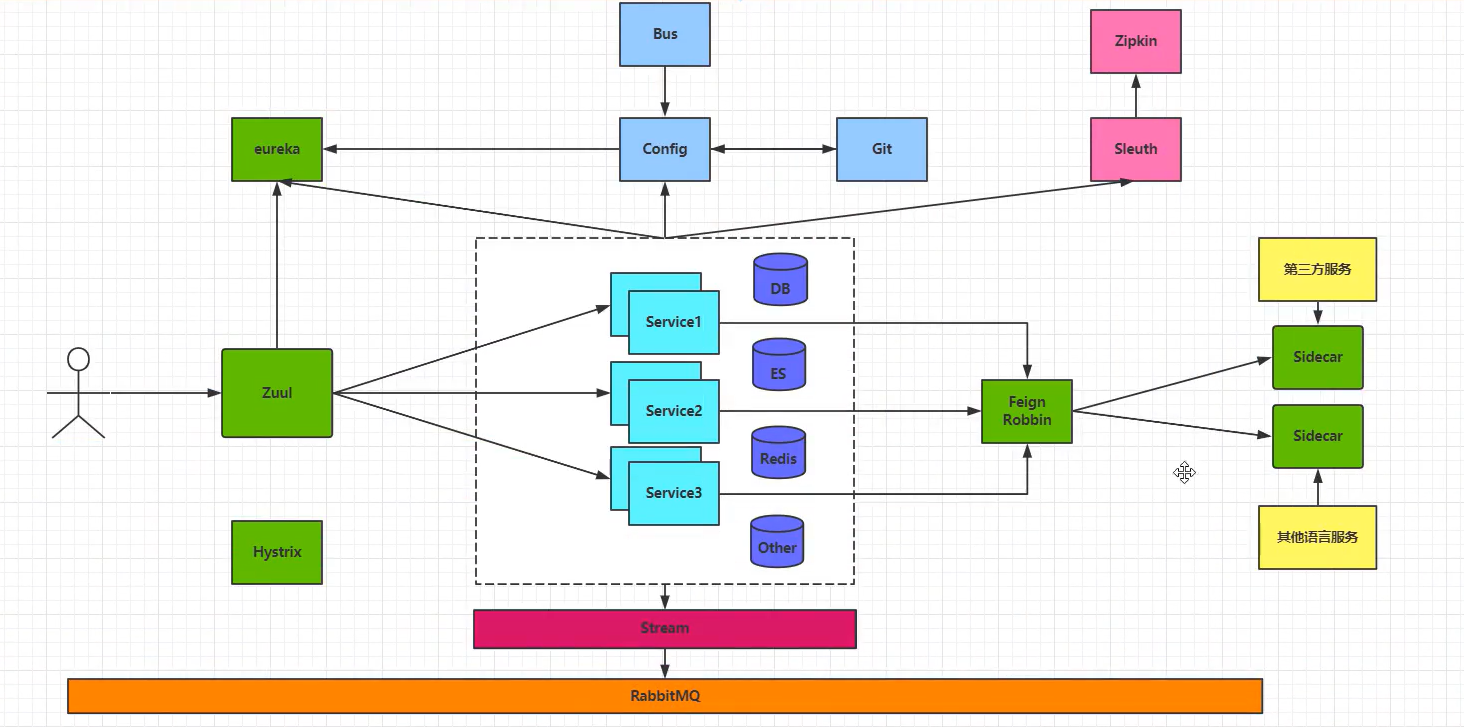 Bus
Zipkin
eureka
Config
Git
Sleuth
第三方服务
DB
Service1
ES
Sidecar
Zuul
Service2
Feign
Robbin
Sidecar
Redis
Service3
Hystrix
Other
其他语言服务
Stream
RabbitMQ